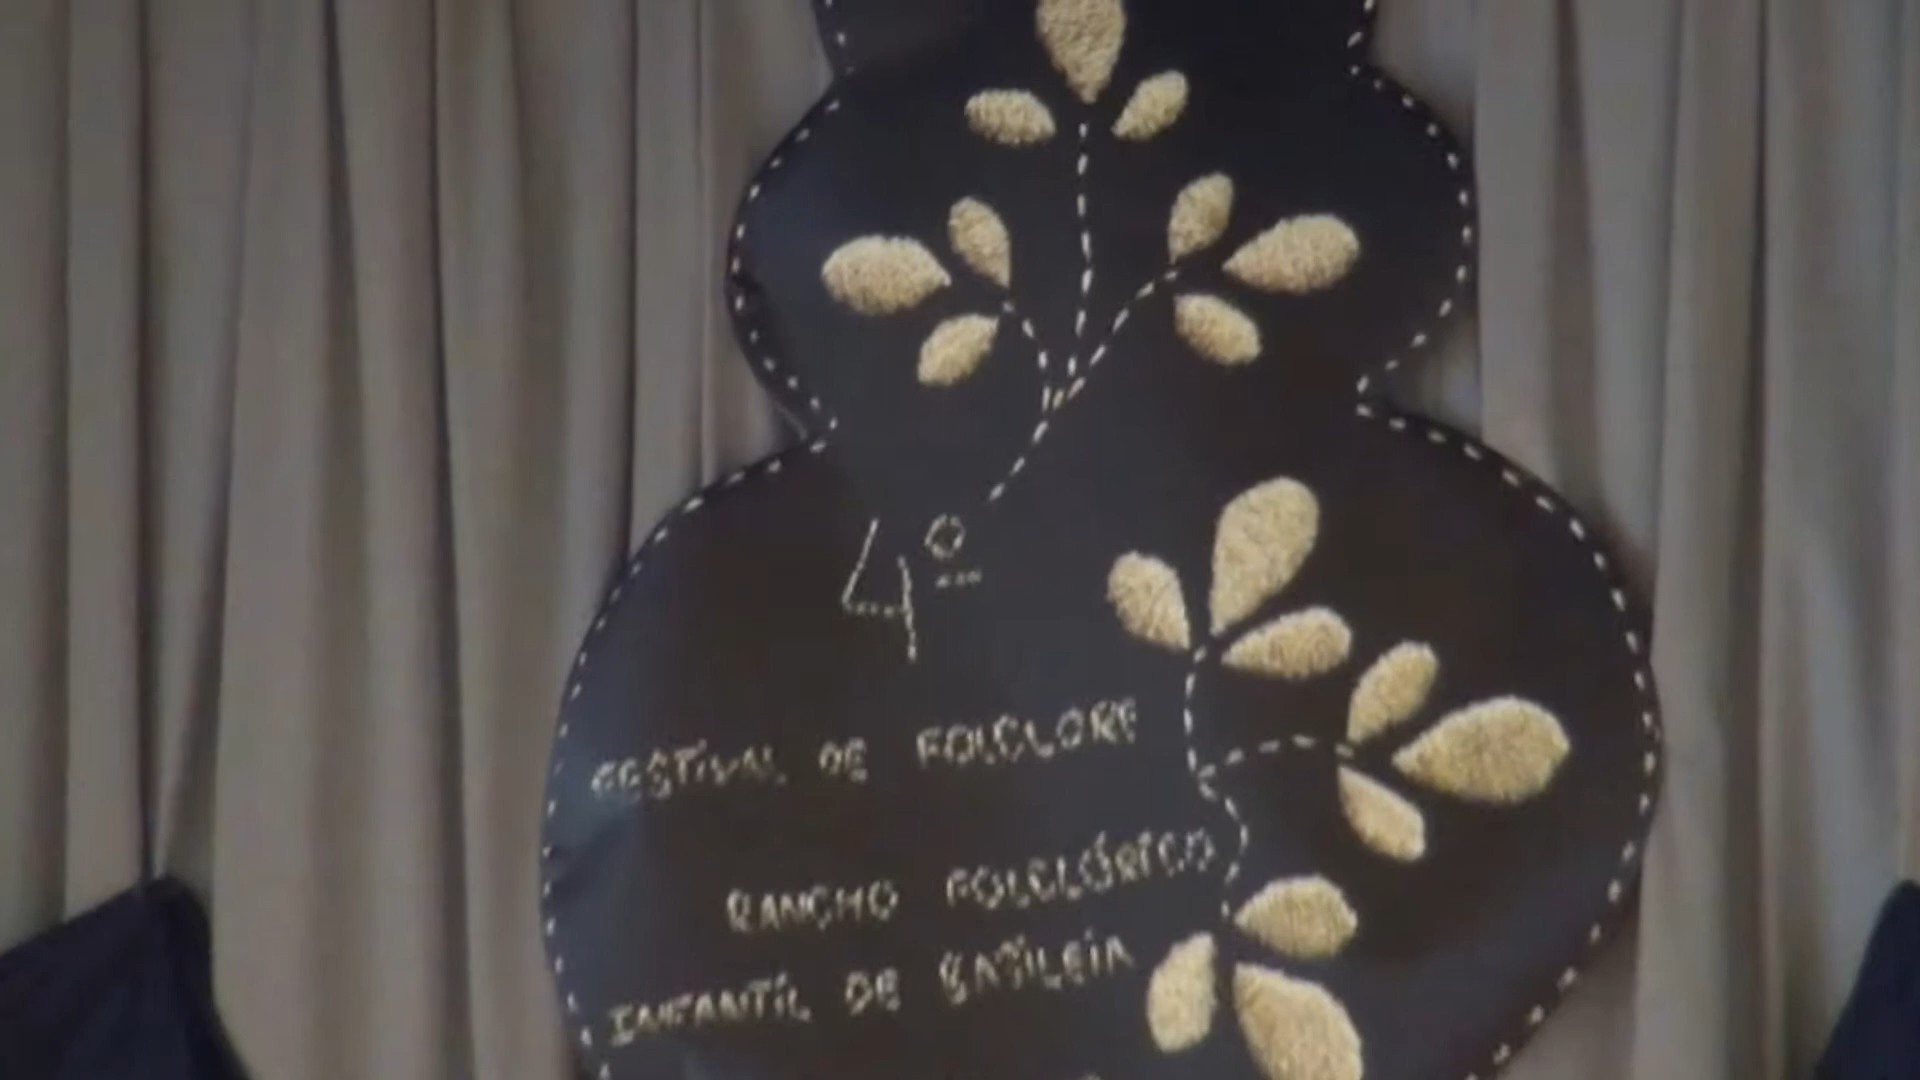 4º
FESTIVAL DE FOLCLORE
RANCHO FOLCLÓRICO
INFANTIL DE BASILEIA